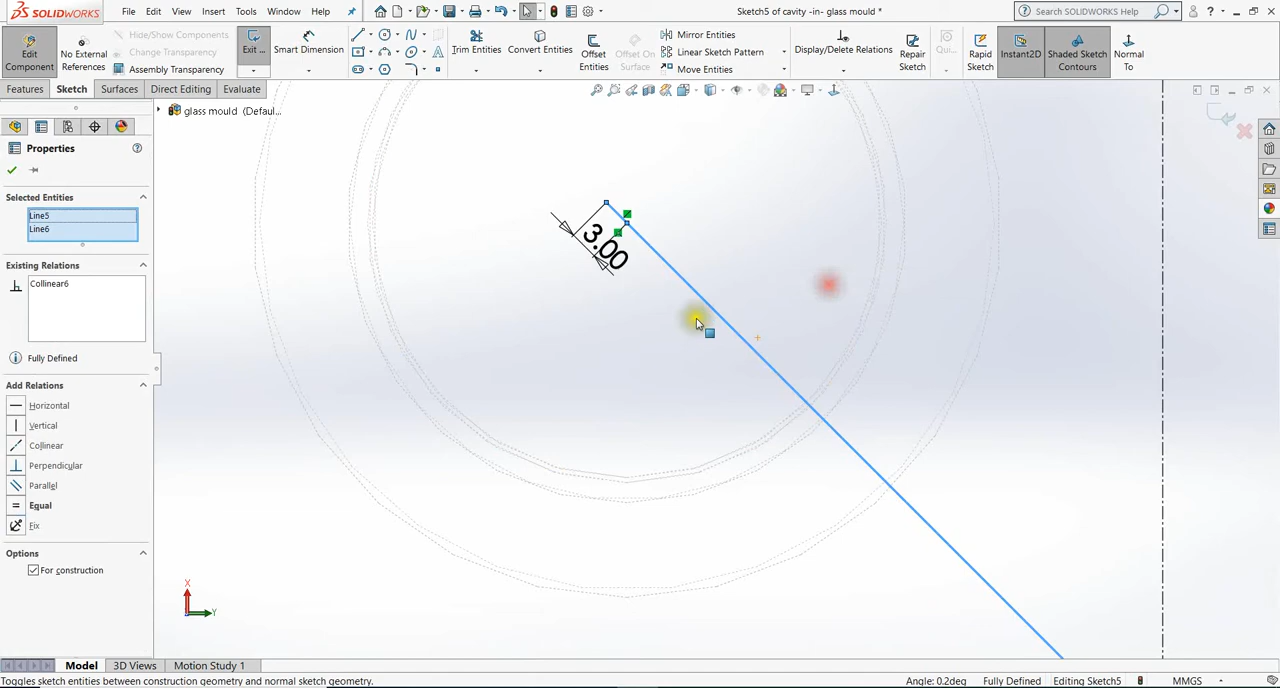 SOLIDWORKS File Edit View Insert Tools Window Help Sketch5 of cavity -in- glass mould * Search SOLIDWORKS Help ?
Edit Component
No External References
Hide/Show Components
Change Transparency
Assembly Transparency
Exit ...
Smart Dimension
Trim Entities
Convert Entities
Offset Entities
Offset On Surface
Mirror Entities
Linear Sketch Pattern
Move Entities
Display/Delete Relations
Repair Sketch
Qui...
Rapid Sketch
Instant2D
Shaded Sketch Contours
Normal To
Features Sketch Surfaces Direct Editing Evaluate
glass mould (Defaul...
Properties
Selected Entities
Line5
Line6
Existing Relations
Collinear6
Fully Defined
Add Relations
Horizontal
Vertical
Collinear
Perpendicular
Parallel
Equal
Fix
Options
For construction
3.00
X
Y
Model 3D Views Motion Study 1
Toggles sketch entities between construction geometry and normal sketch geometry. Angle: 0.2deg Fully Defined Editing Sketch5 MMGS